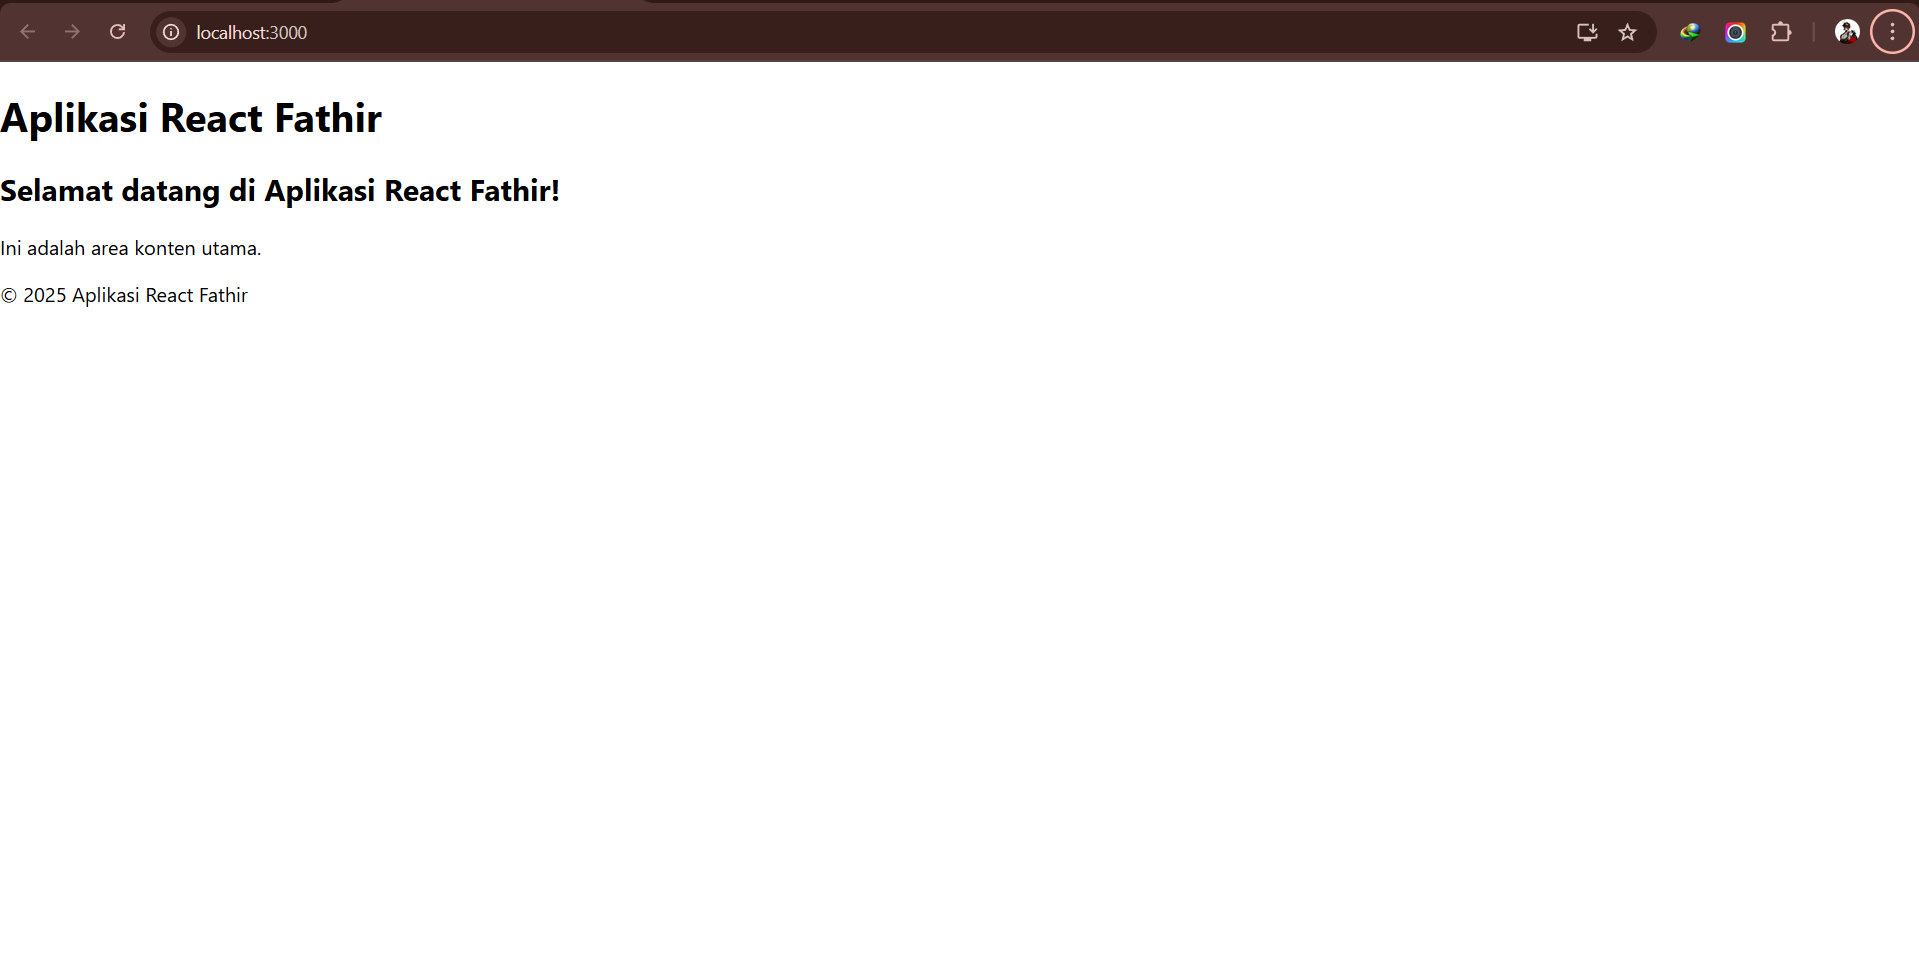 localhost:3000
Aplikasi React Fathir
Selamat datang di Aplikasi React Fathir!
Ini adalah area konten utama.
© 2025 Aplikasi React Fathir